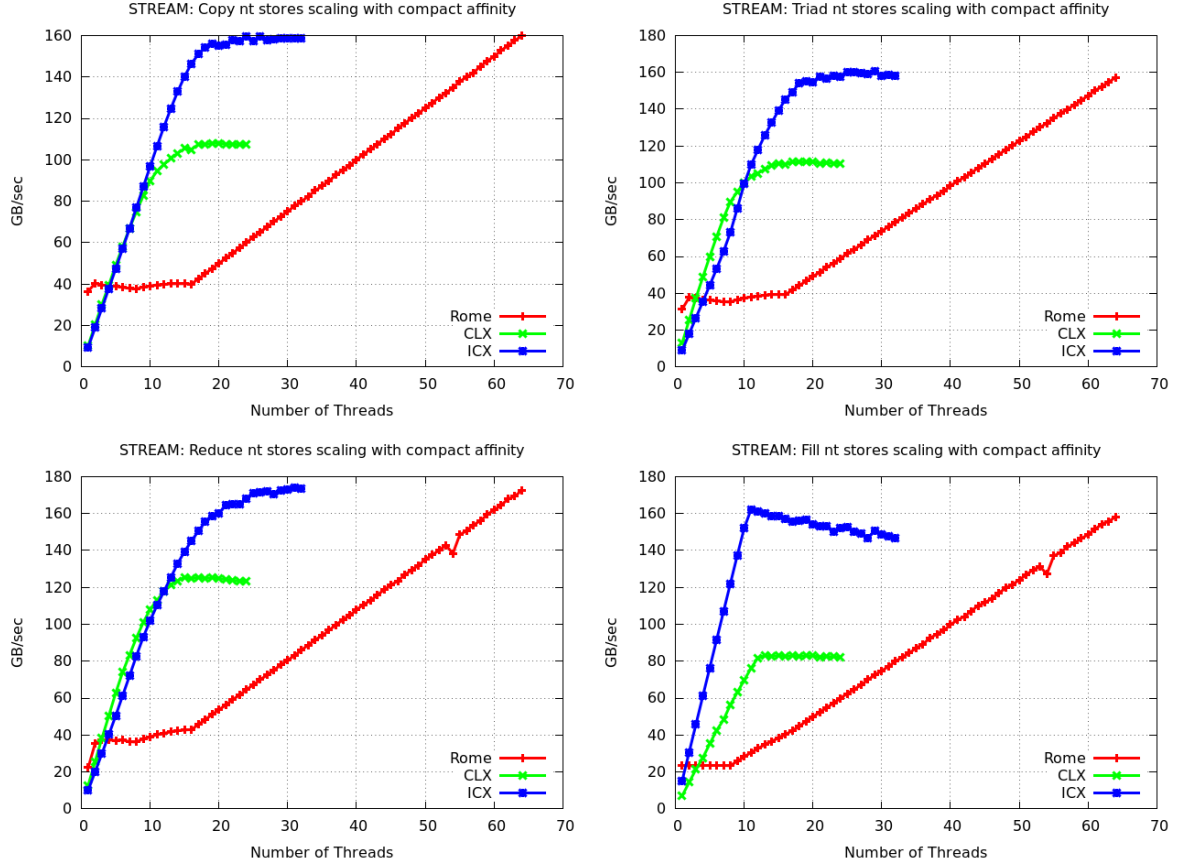 STREAM: Copy nt stores scaling with compact affinity
160
140
120
100
80
60
40
20
0
GB/sec
Rome
CLX
ICX
0 10 20 30 40 50 60 70
Number of Threads
STREAM: Triad nt stores scaling with compact affinity
180
160
140
120
100
80
60
40
20
0
GB/sec
Rome
CLX
ICX
0 10 20 30 40 50 60 70
Number of Threads
STREAM: Reduce nt stores scaling with compact affinity
180
160
140
120
100
80
60
40
20
0
GB/sec
Rome
CLX
ICX
0 10 20 30 40 50 60 70
Number of Threads
STREAM: Fill nt stores scaling with compact affinity
180
160
140
120
100
80
60
40
20
0
GB/sec
Rome
CLX
ICX
0 10 20 30 40 50 60 70
Number of Threads